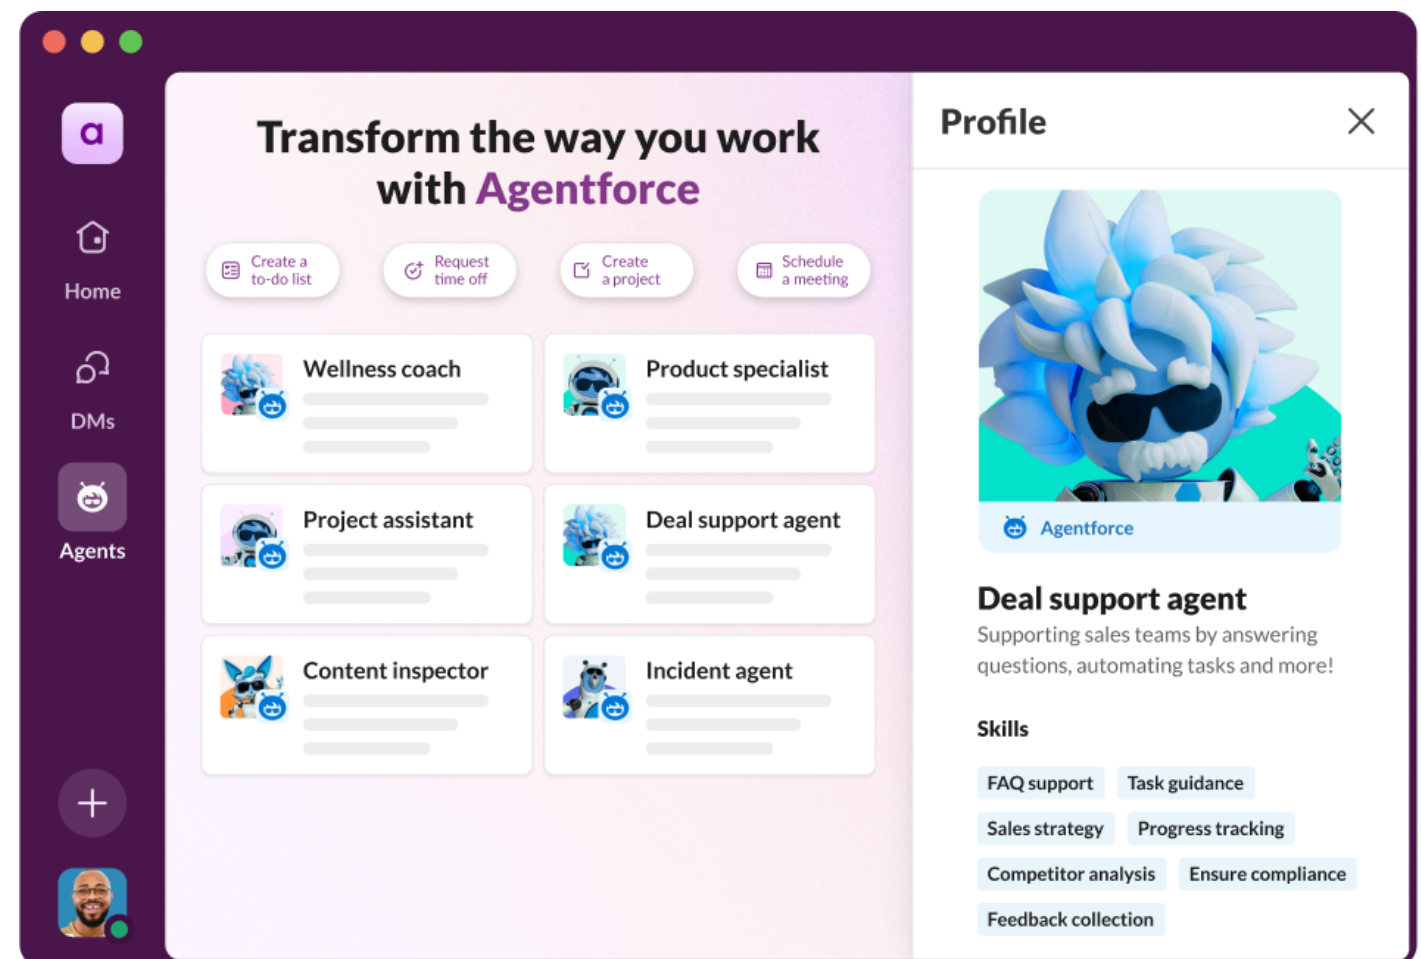 a
Home
DMs
Agents
Transform the way you work
with Agentforce
Create a
to-do list
Request
time off
Create
a project
Schedule
a meeting
Wellness coach
Product specialist
Project assistant
Deal support agent
Content inspector
Incident agent
Profile
Agentforce
Deal support agent
Supporting sales teams by answering
questions, automating tasks and more!
Skills
FAQ support Task guidance
Sales strategy Progress tracking
Competitor analysis Ensure compliance
Feedback collection